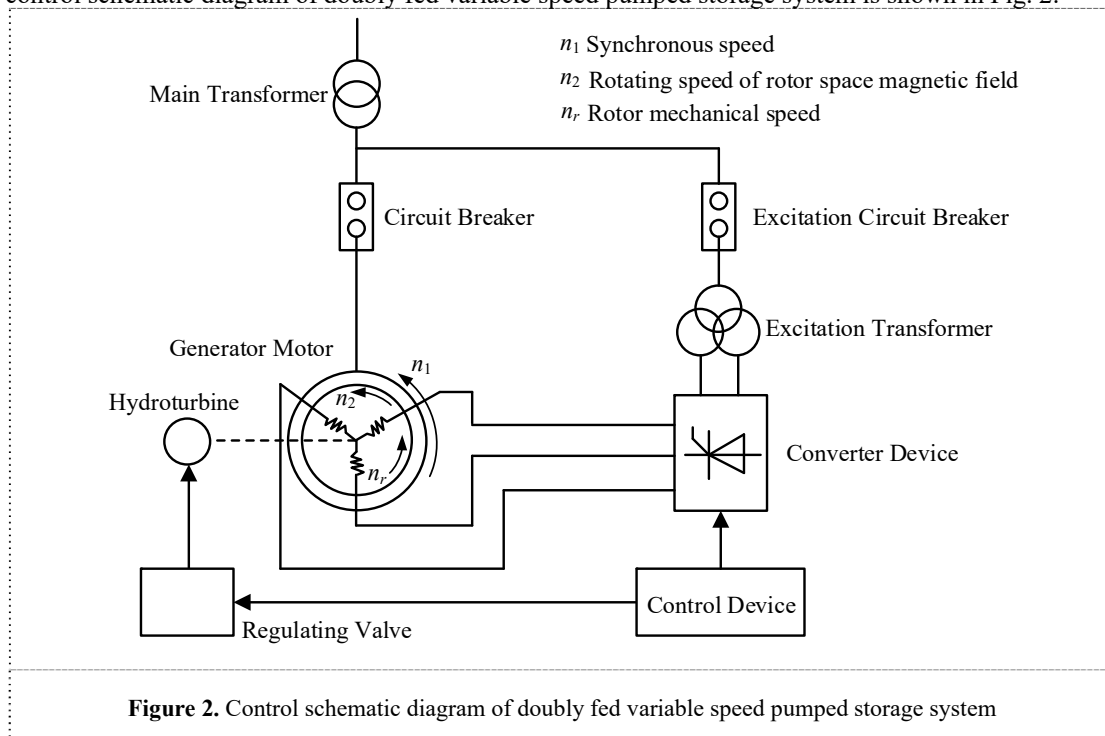 control schematic diagram of doubly fed variable speed pumped storage system is shown in Fig. 2.
n1 Synchronous speed
n2 Rotating speed of rotor space magnetic field
nr Rotor mechanical speed
Main Transformer
Circuit Breaker
Excitation Circuit Breaker
Excitation Transformer
Generator Motor
n1
n2
Hydroturbine
nr
Converter Device
Control Device
Regulating Valve
Figure 2. Control schematic diagram of doubly fed variable speed pumped storage system